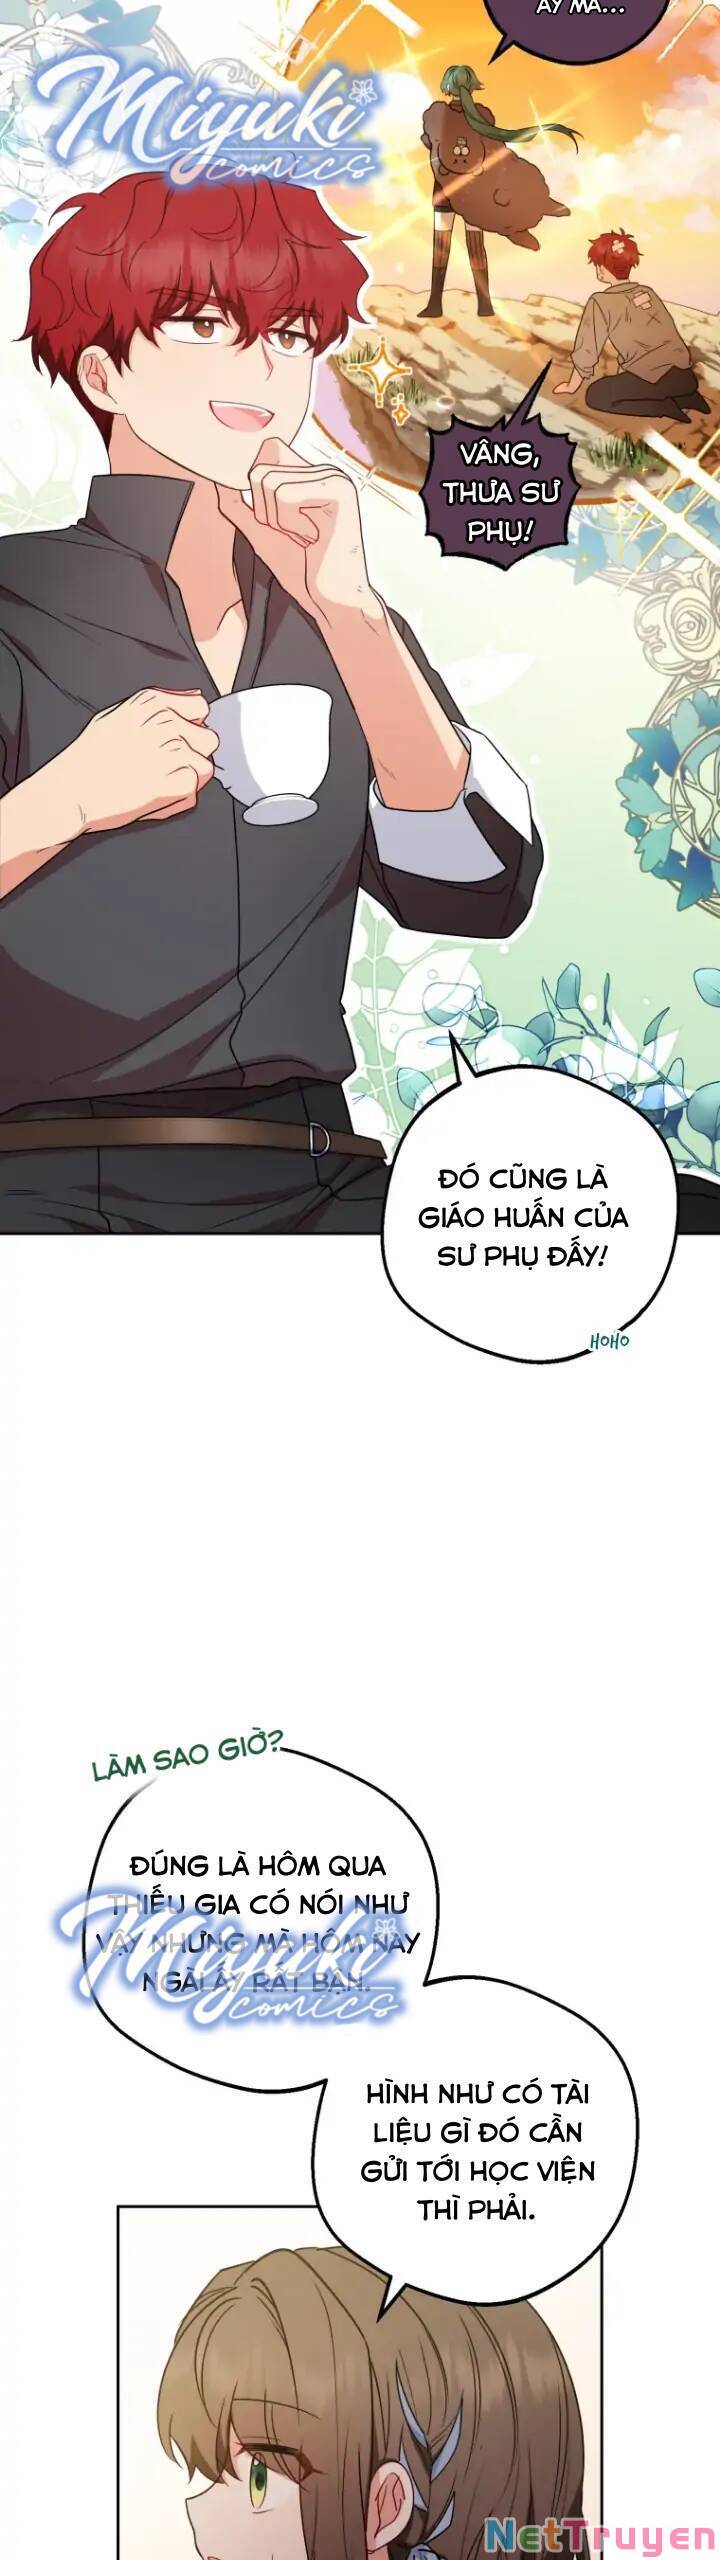 ẤY MÀ...
Miyuki
comics
VÂNG,
THƯA SƯ
PHỤ!
ĐÓ CŨNG LÀ
GIÁO HUẤN CỦA
SƯ PHỤ ĐẤY!
HOHO
LÀM SAO GIỜ?
ĐÚNG LÀ HÔM QUA
THIẾU GIA CÓ NÓI NHƯ
VẬY NHƯNG MÀ HÔM NAY
NGÀI ẤY RẤT BẬN.
Miyuki
comics
HÌNH NHƯ CÓ TÀI
LIỆU GÌ ĐÓ CẦN
GỬI TỚI HỌC VIỆN
THÌ PHẢI.
NetTruyen